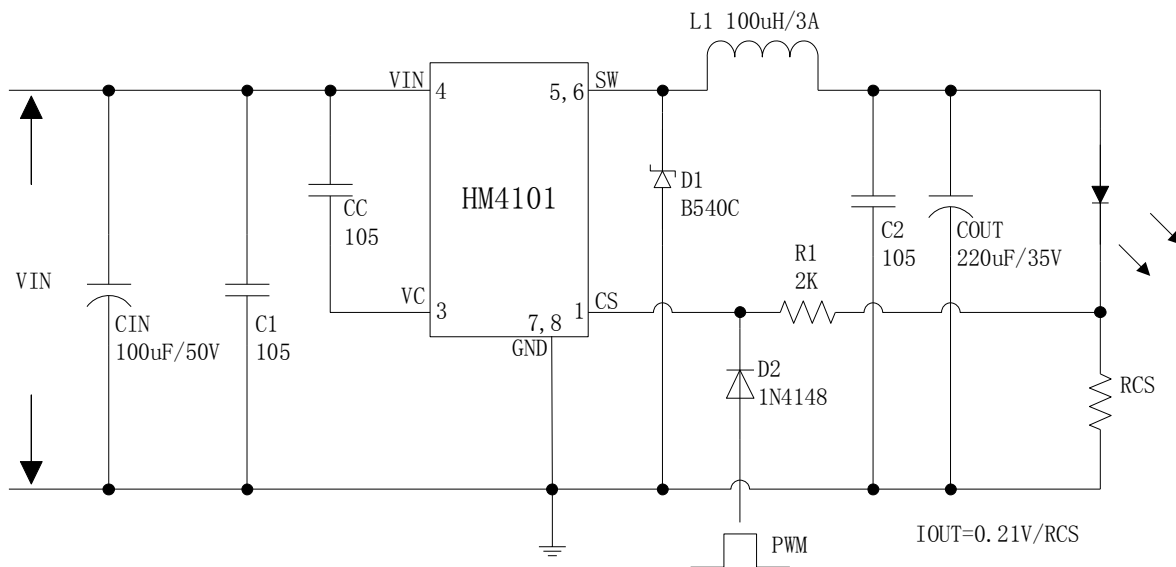 L1 100uH/3A
VIN
4
5,6
SW
HM4101
CC
105
D1
B540C
C2
105
COUT
220uF/35V
R1
2K
VIN
VC
3
7,8
1
CS
GND
CIN
100uF/50V
C1
105
D2
1N4148
RCS
PWM
IOUT=0.21V/RCS